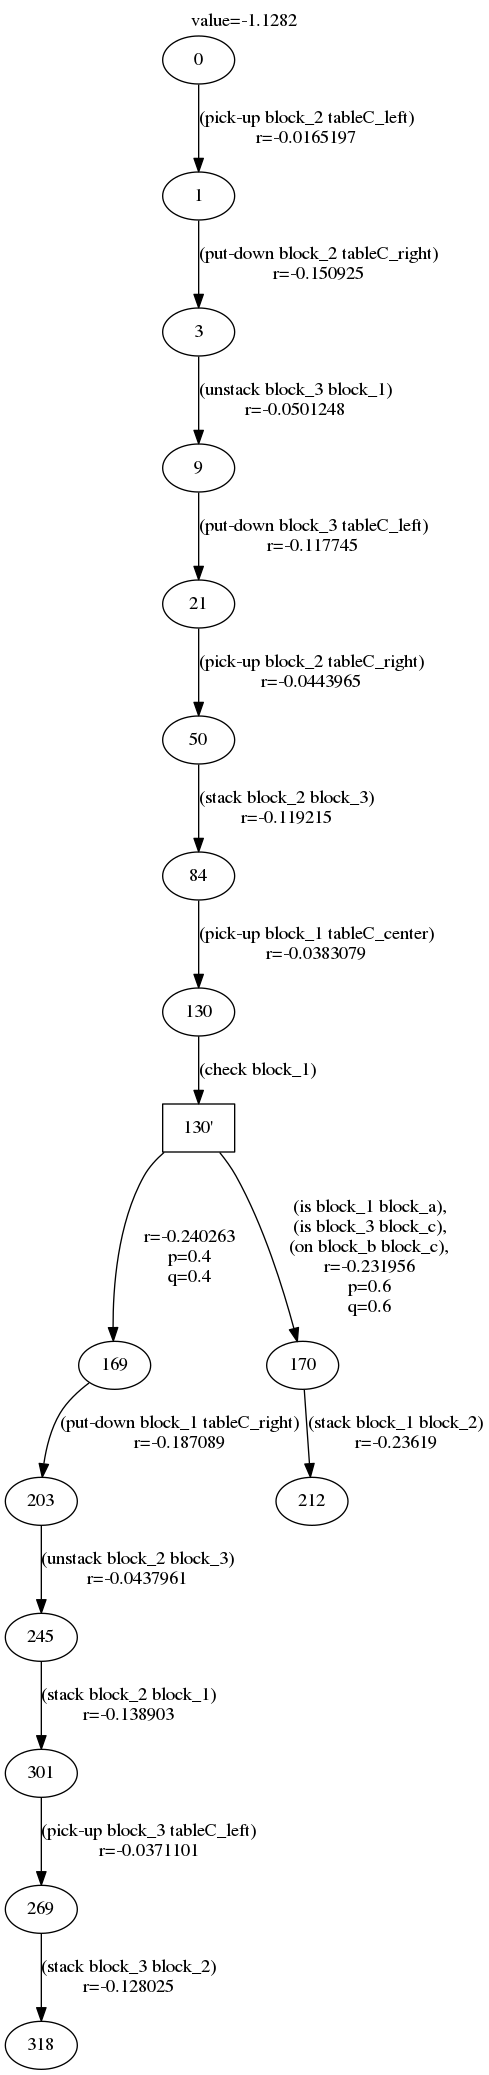 value=-1.1282
0
(pick-up block_2 tableC_left)
r=-0.0165197
1
(put-down block_2 tableC_right)
r=-0.150925
3
(unstack block_3 block_1)
r=-0.0501248
9
(put-down block_3 tableC_left)
r=-0.117745
21
(pick-up block_2 tableC_right)
r=-0.0443965
50
(stack block_2 block_3)
r=-0.119215
84
(pick-up block_1 tableC_center)
r=-0.0383079
130
(check block_1)
130'
r=-0.240263
p=0.4
q=0.4
(is block_1 block_a),
(is block_3 block_c),
(on block_b block_c),
r=-0.231956
p=0.6
q=0.6
169
170
(put-down block_1 tableC_right)
r=-0.187089
(stack block_1 block_2)
r=-0.23619
203
212
(unstack block_2 block_3)
r=-0.0437961
245
(stack block_2 block_1)
r=-0.138903
301
(pick-up block_3 tableC_left)
r=-0.0371101
269
(stack block_3 block_2)
r=-0.128025
318